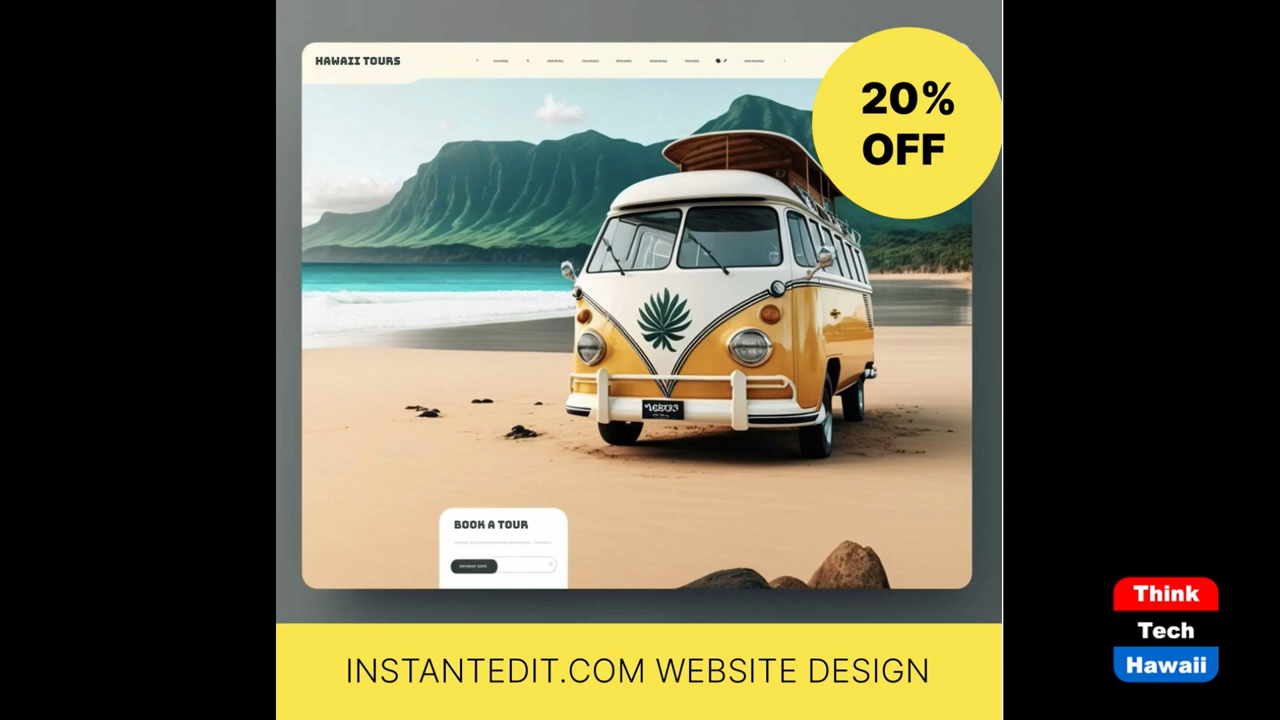 HAWAII TOURS
20%
OFF
BOOK A TOUR
INSTANTEDIT.COM WEBSITE DESIGN
Think
Tech
Hawaii